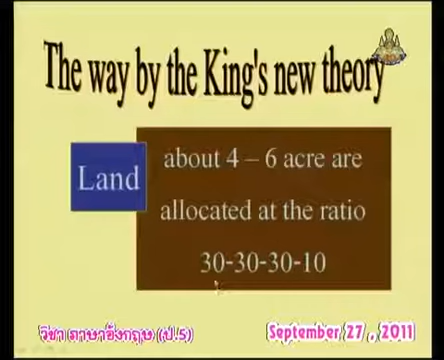 The way by the King's new theory
Land
about 4 – 6 acre are
allocated at the ratio
30-30-30-10
วิชา ภาษาอังกฤษ (ป.5)
September 27 , 2011